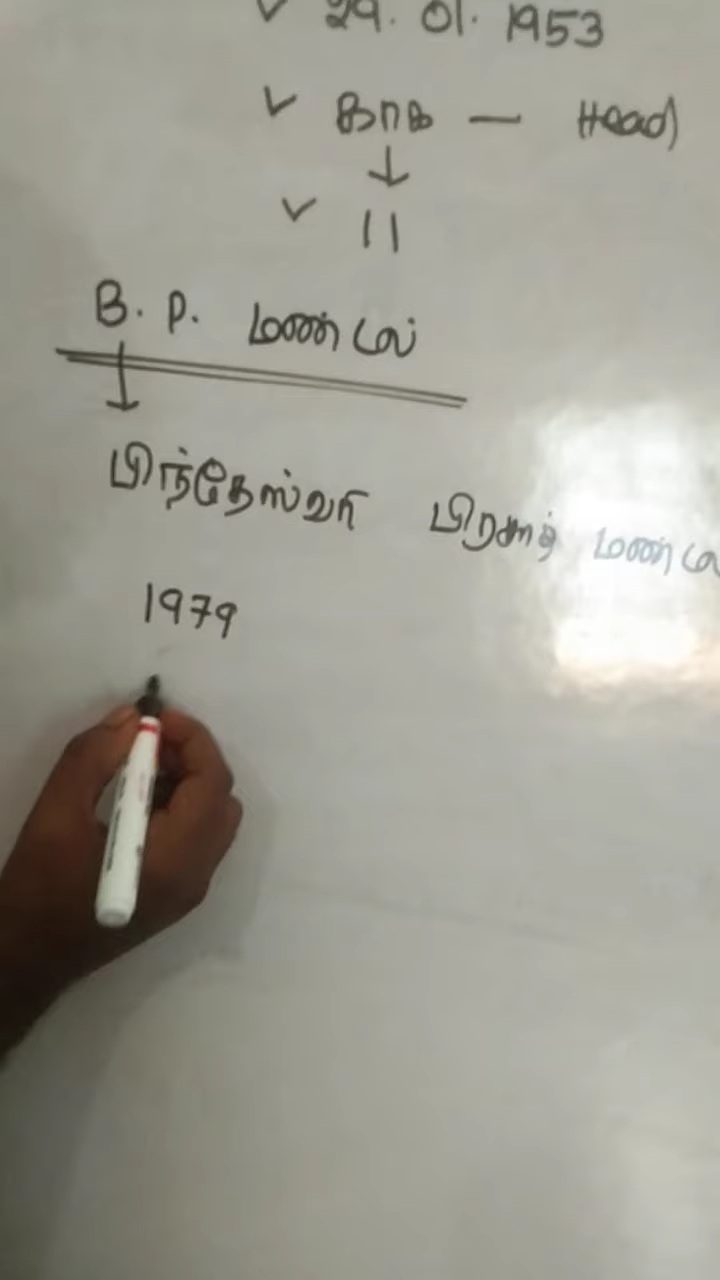 ✓ 29. 01. 1953
✓ காகா — Head
↓
✓ 11
B. P. மண்டல்
↓
பிந்தேஸ்வரி பிரசாத்
1979